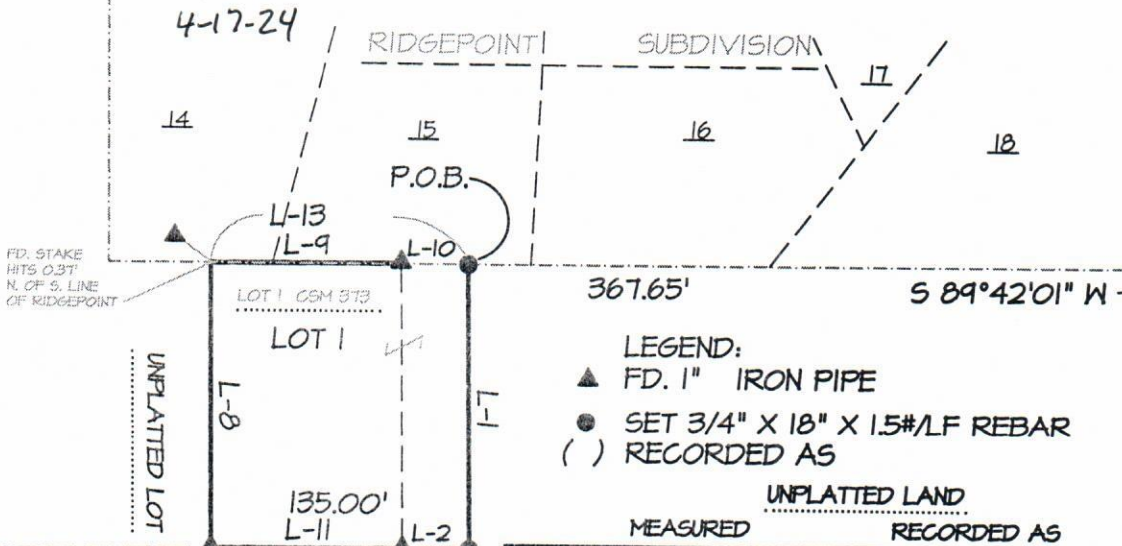 4-17-24
RIDGEPOINT SUBDIVISION
17
14
15
16
18
P.O.B.
L-13
L-9
L-10
FD. STAKE
HITS 0.37'
N. OF S. LINE
OF RIDGEPOINT
367.65'
S 89°42'01" W
LOT 1 CSM 373
LOT 1
L-7
LEGEND:
FD. 1" IRON PIPE
SET 3/4" X 18" X 1.5#/LF REBAR
( ) RECORDED AS
UNPLATTED LOT
L-8
L-1
135.00'
L-11
L-2
UNPLATTED LAND
MEASURED RECORDED AS